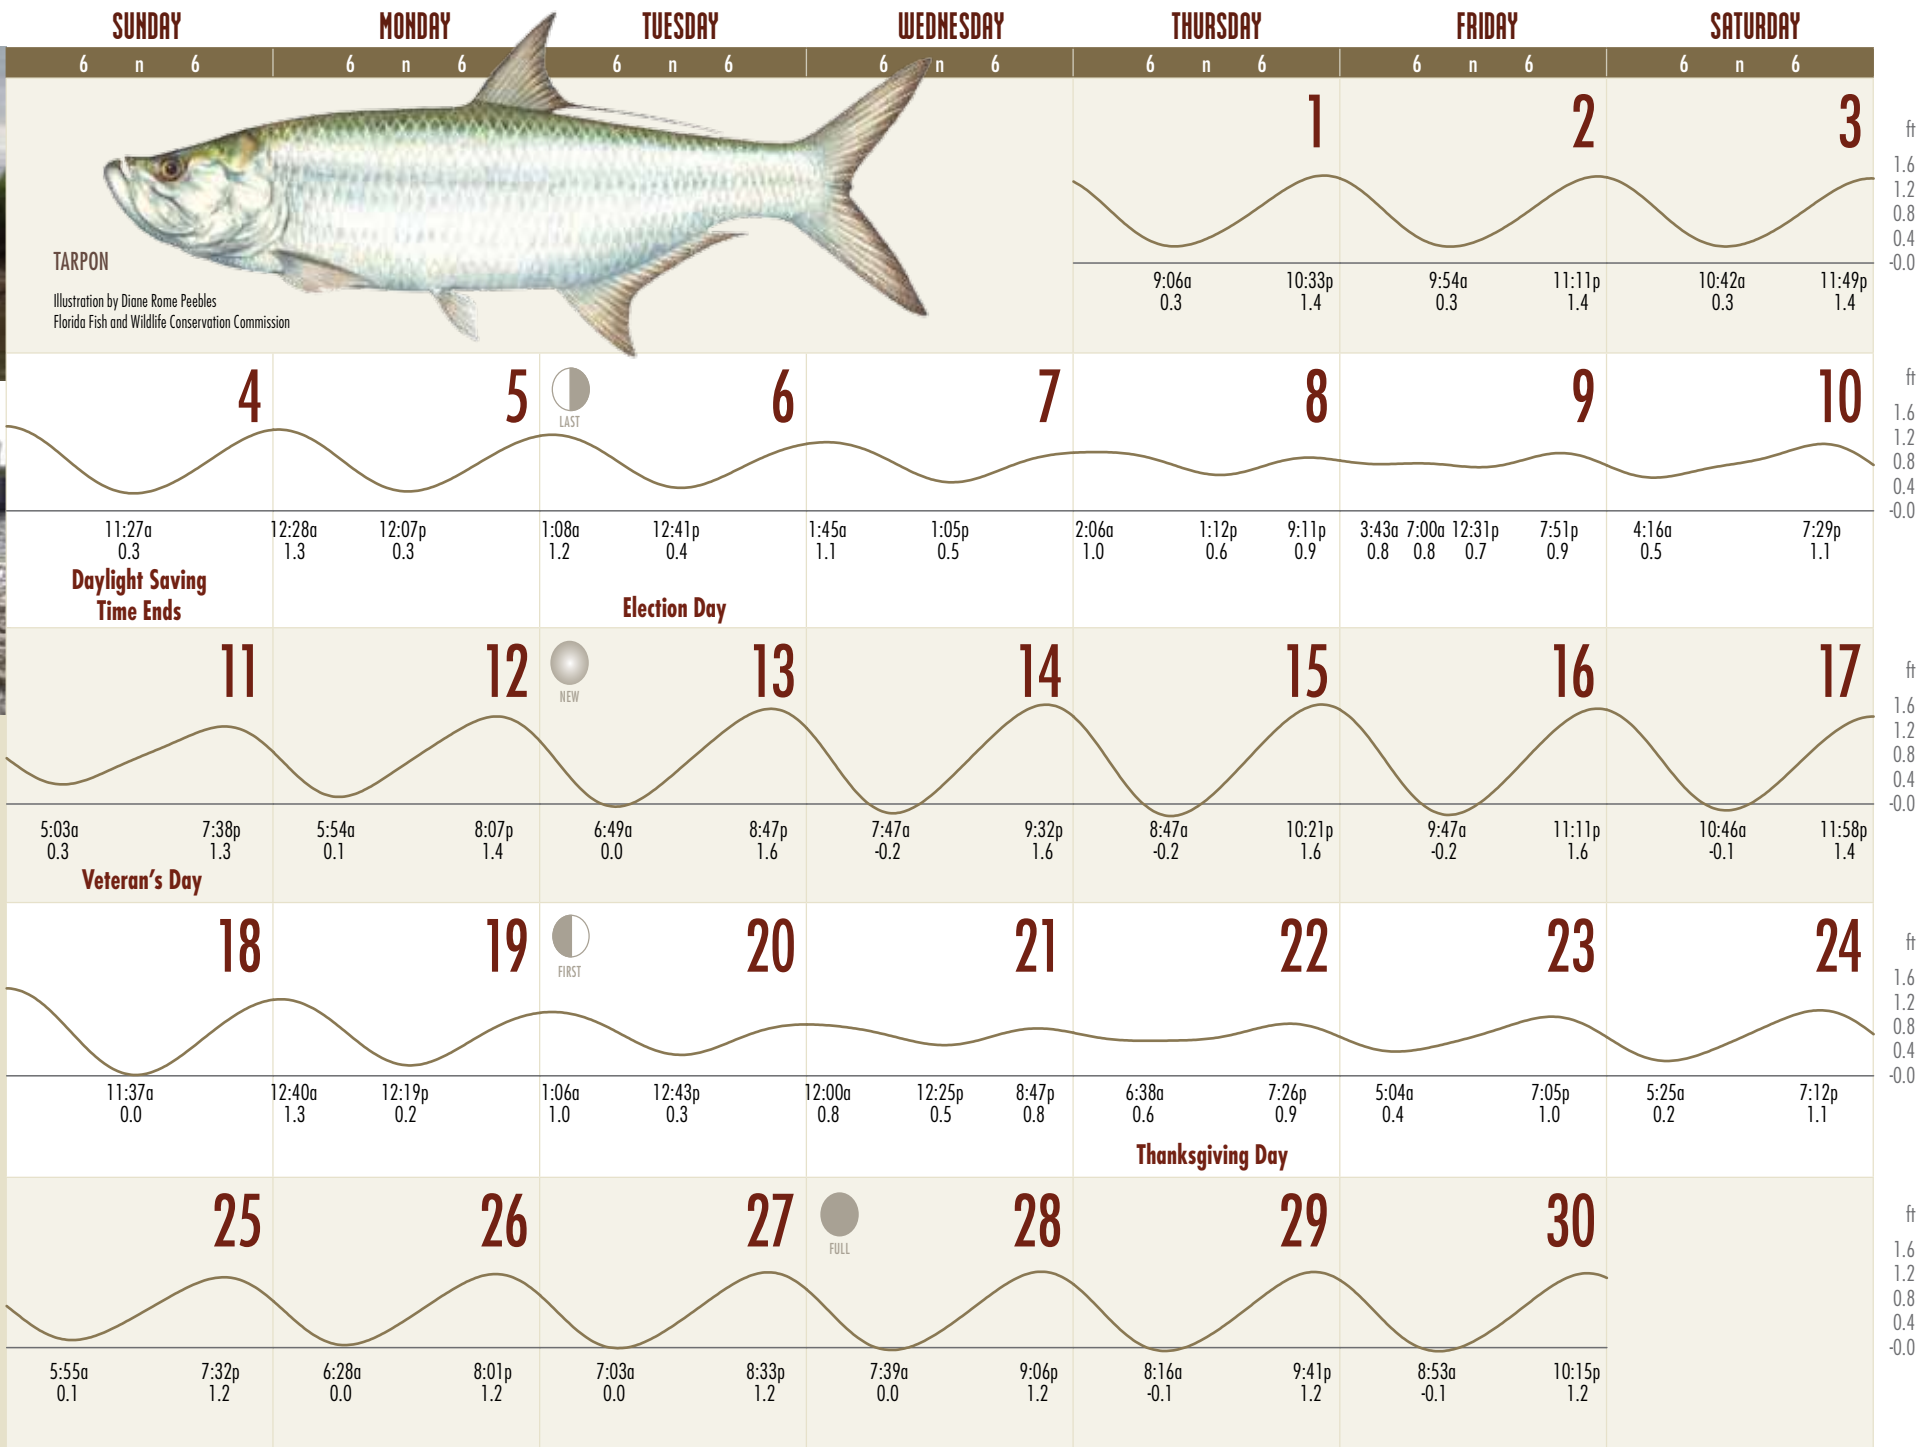 SUNDAY MONDAY TUESDAY WEDNESDAY THURSDAY FRIDAY SATURDAY
6 n 6 6 n 6 6 n 6 6 n 6 6 n 6 6 n 6 6 n 6
1 2 3
ft
1.6
1.2
0.8
0.4
-0.0
TARPON
Illustration by Diane Rome Peebles
Florida Fish and Wildlife Conservation Commission
9:06a 10:33p 9:54a 11:11p 10:42a 11:49p
0.3 1.4 0.3 1.4 0.3 1.4
4 5 6 7 8 9 10
LAST
ft
1.6
1.2
0.8
0.4
-0.0
11:27a 12:28a 12:07p 1:08a 12:41p 1:45a 1:05p 2:06a 1:12p 9:11p 3:43a 7:00a 12:31p 7:51p 4:16a 7:29p
0.3 1.3 0.3 1.2 0.4 1.1 0.5 1.0 0.6 0.9 0.8 0.8 0.7 0.9 0.5 1.1
Daylight Saving
Time Ends
Election Day
11 12 13 14 15 16 17
NEW
ft
1.6
1.2
0.8
0.4
-0.0
5:03a 7:38p 5:54a 8:07p 6:49a 8:47p 7:47a 9:32p 8:47a 10:21p 9:47a 11:11p 10:46a 11:58p
0.3 1.3 0.1 1.4 0.0 1.6 -0.2 1.6 -0.2 1.6 -0.2 1.6 -0.1 1.4
Veteran's Day
18 19 20 21 22 23 24
FIRST
ft
1.6
1.2
0.8
0.4
-0.0
11:37a 12:40a 12:19p 1:06a 12:43p 12:00a 12:25p 8:47p 6:38a 7:26p 5:04a 7:05p 5:25a 7:12p
0.0 1.3 0.2 1.0 0.3 0.8 0.5 0.8 0.6 0.9 0.4 1.0 0.2 1.1
Thanksgiving Day
25 26 27 28 29 30
FULL
ft
1.6
1.2
0.8
0.4
-0.0
5:55a 7:32p 6:28a 8:01p 7:03a 8:33p 7:39a 9:06p 8:16a 9:41p 8:53a 10:15p
0.1 1.2 0.0 1.2 0.0 1.2 0.0 1.2 -0.1 1.2 -0.1 1.2